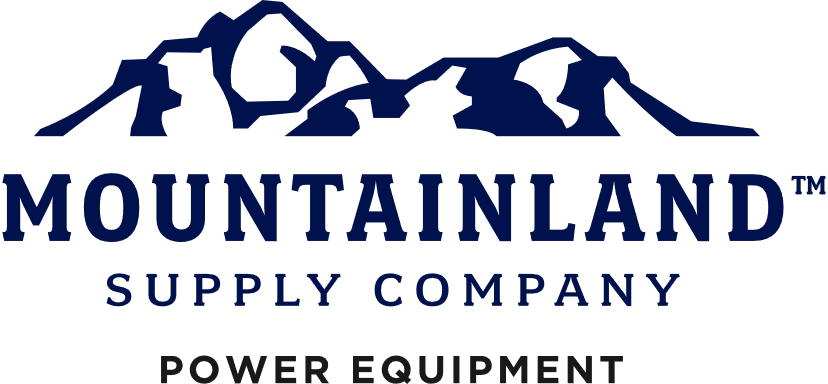 MOUNTAINLAND™
SUPPLY COMPANY
POWER EQUIPMENT